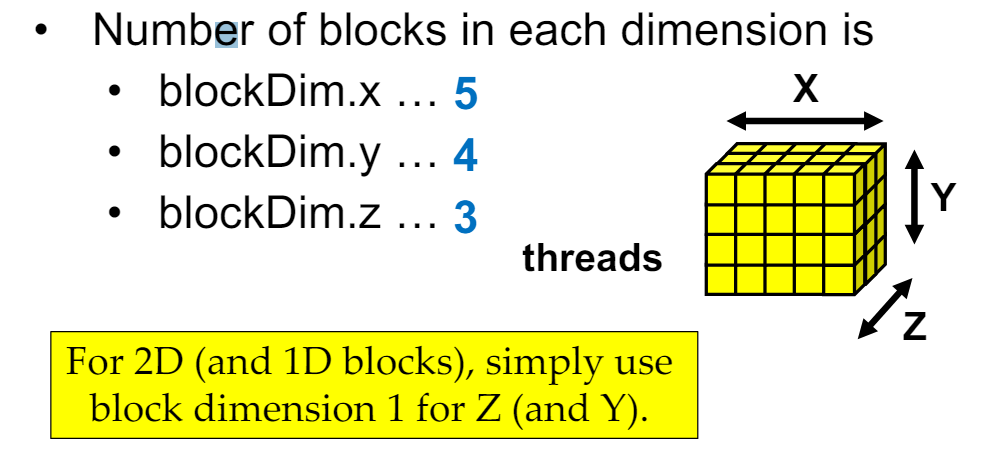 • Number of blocks in each dimension is
• blockDim.x … 5
• blockDim.y … 4
• blockDim.z … 3
X
Y
threads
Z
For 2D (and 1D blocks), simply use
block dimension 1 for Z (and Y).